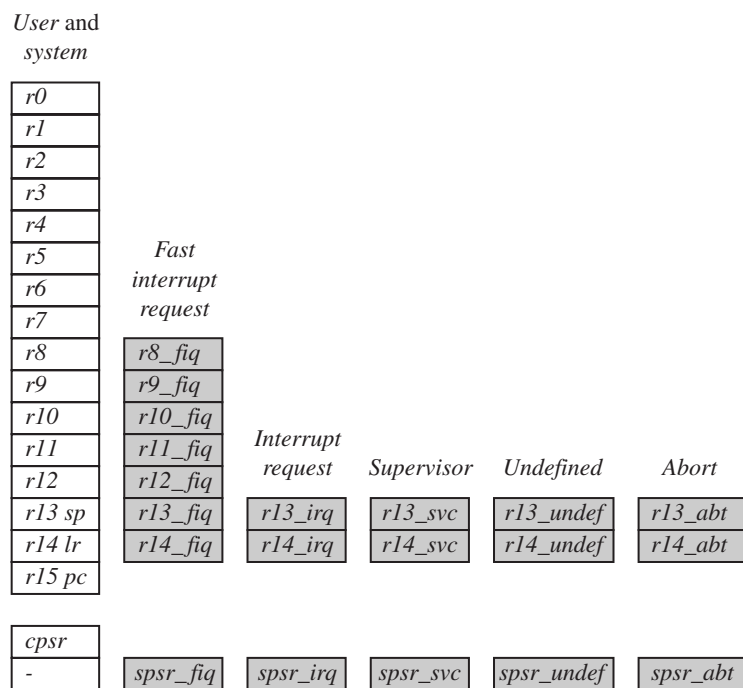 User and
system
r0
r1
r2
r3
r4
r5
r6
r7
r8
r9
r10
r11
r12
r13 sp
r14 lr
r15 pc
cpsr
-
Fast
interrupt
request
r8_fiq
r9_fiq
r10_fiq
r11_fiq
r12_fiq
r13_fiq
r14_fiq
spsr_fiq
Interrupt
request
r13_irq
r14_irq
spsr_irq
Supervisor
r13_svc
r14_svc
spsr_svc
Undefined
r13_undef
r14_undef
spsr_undef
Abort
r13_abt
r14_abt
spsr_abt